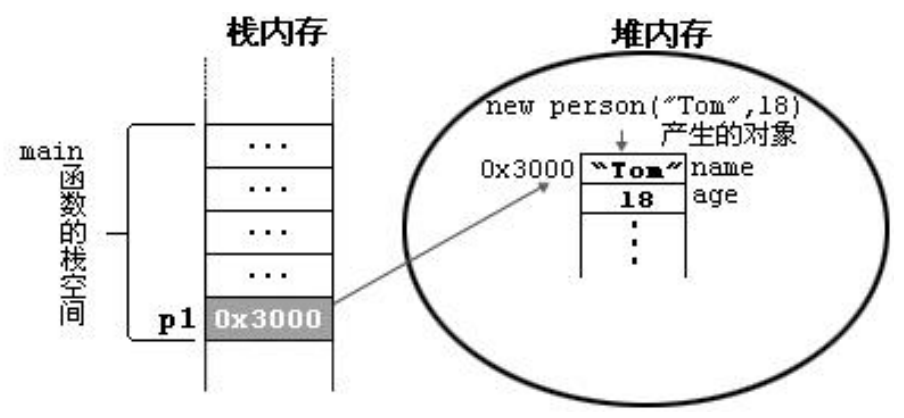 栈内存
堆内存
new person("Tom",18)
产生的对象
main
函数的栈空间
...
...
...
...
p1 0x3000
0x3000 "Tom" name
18 age